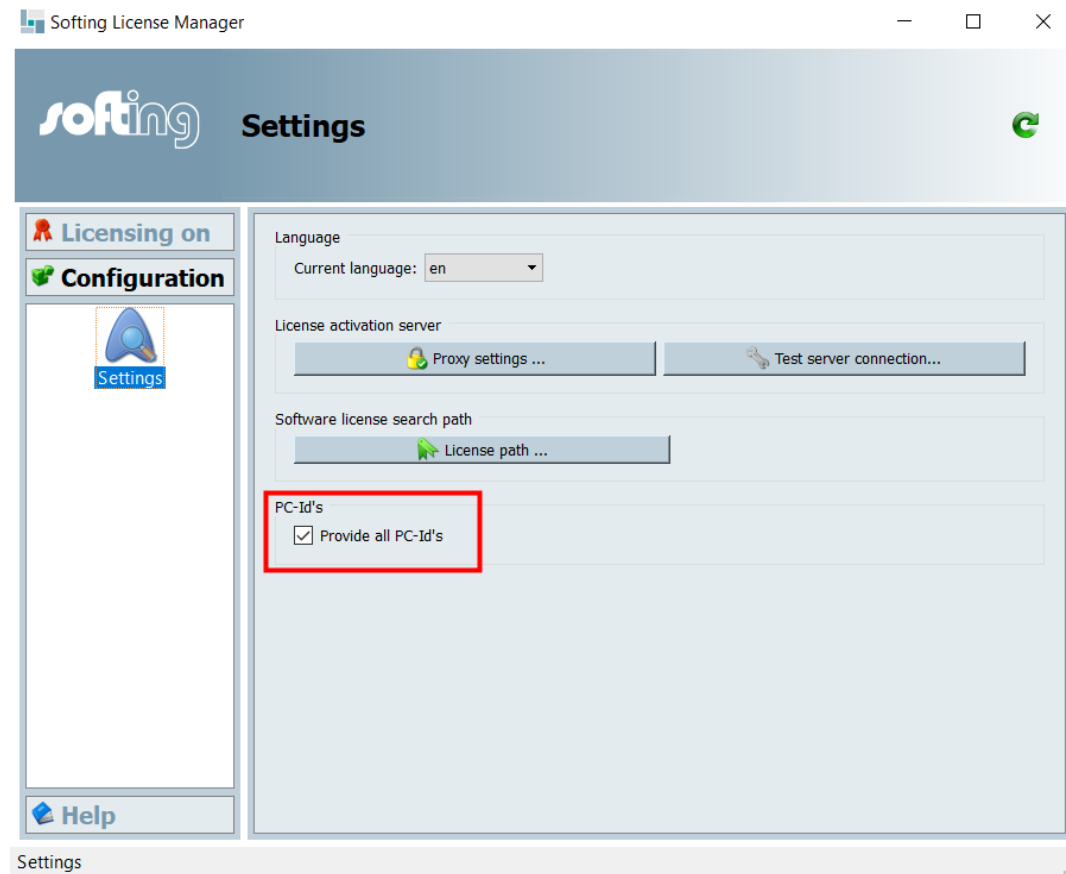 Softing License Manager
softing
Settings
Licensing on
Configuration
Settings
Help
Language
Current language: en
License activation server
Proxy settings ...
Test server connection...
Software license search path
License path ...
PC-Id's
Provide all PC-Id's
Settings